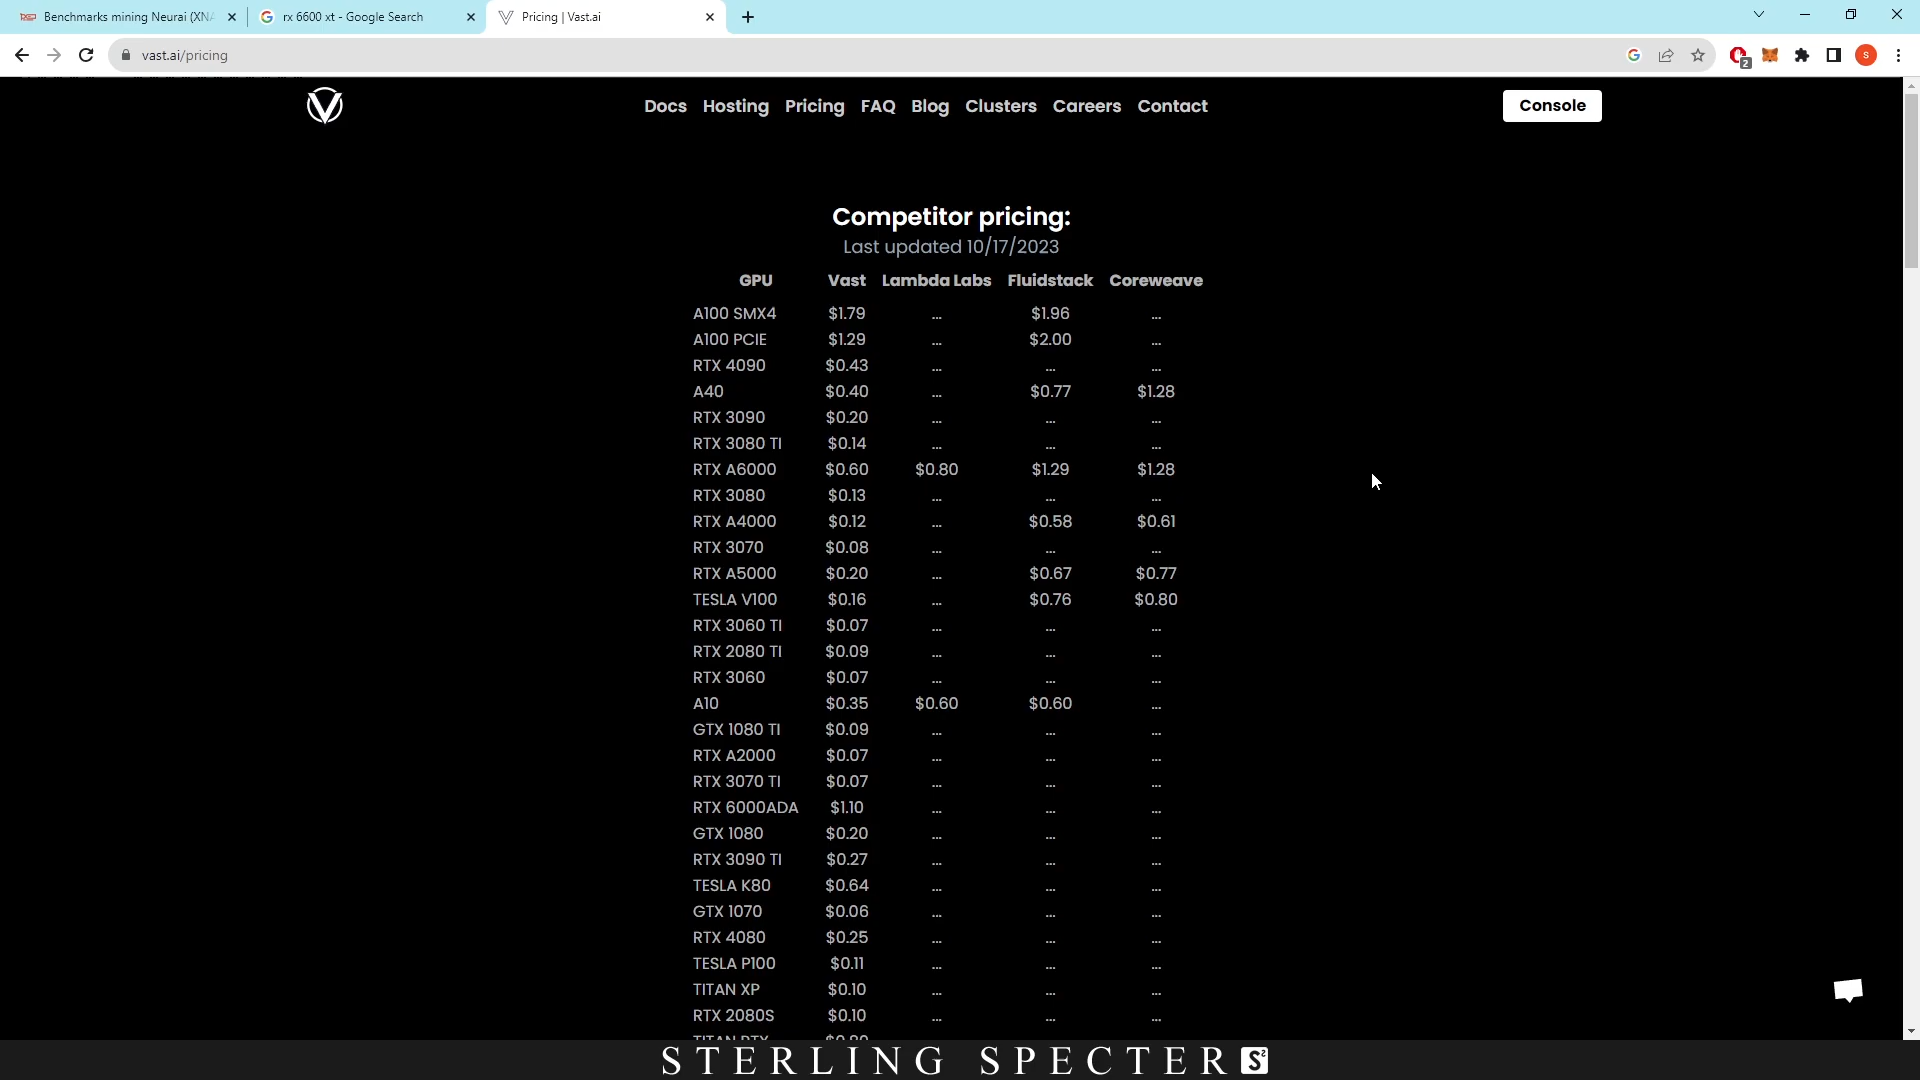 Benchmarks mining Neurai (XNA
rx 6600 xt - Google Search
Pricing | Vast.ai
vast.ai/pricing
2
S
Docs Hosting Pricing FAQ Blog Clusters Careers Contact
Console
Competitor pricing:
Last updated 10/17/2023
GPU Vast Lambda Labs Fluidstack Coreweave
A100 SMX4 $1.79 ... $1.96 ...
A100 PCIE $1.29 ... $2.00 ...
RTX 4090 $0.43 ... ... ...
A40 $0.40 ... $0.77 $1.28
RTX 3090 $0.20 ... ... ...
RTX 3080 TI $0.14 ... ... ...
RTX A6000 $0.60 $0.80 $1.29 $1.28
RTX 3080 $0.13 ... ... ...
RTX A4000 $0.12 ... $0.58 $0.61
RTX 3070 $0.08 ... ... ...
RTX A5000 $0.20 ... $0.67 $0.77
TESLA V100 $0.16 ... $0.76 $0.80
RTX 3060 TI $0.07 ... ... ...
RTX 2080 TI $0.09 ... ... ...
RTX 3060 $0.07 ... ... ...
A10 $0.35 $0.60 $0.60 ...
GTX 1080 TI $0.09 ... ... ...
RTX A2000 $0.07 ... ... ...
RTX 3070 TI $0.07 ... ... ...
RTX 6000ADA $1.10 ... ... ...
GTX 1080 $0.20 ... ... ...
RTX 3090 TI $0.27 ... ... ...
TESLA K80 $0.64 ... ... ...
GTX 1070 $0.06 ... ... ...
RTX 4080 $0.25 ... ... ...
TESLA P100 $0.11 ... ... ...
TITAN XP $0.10 ... ... ...
RTX 2080S $0.10 ... ... ...
STERLING SPECTER S²